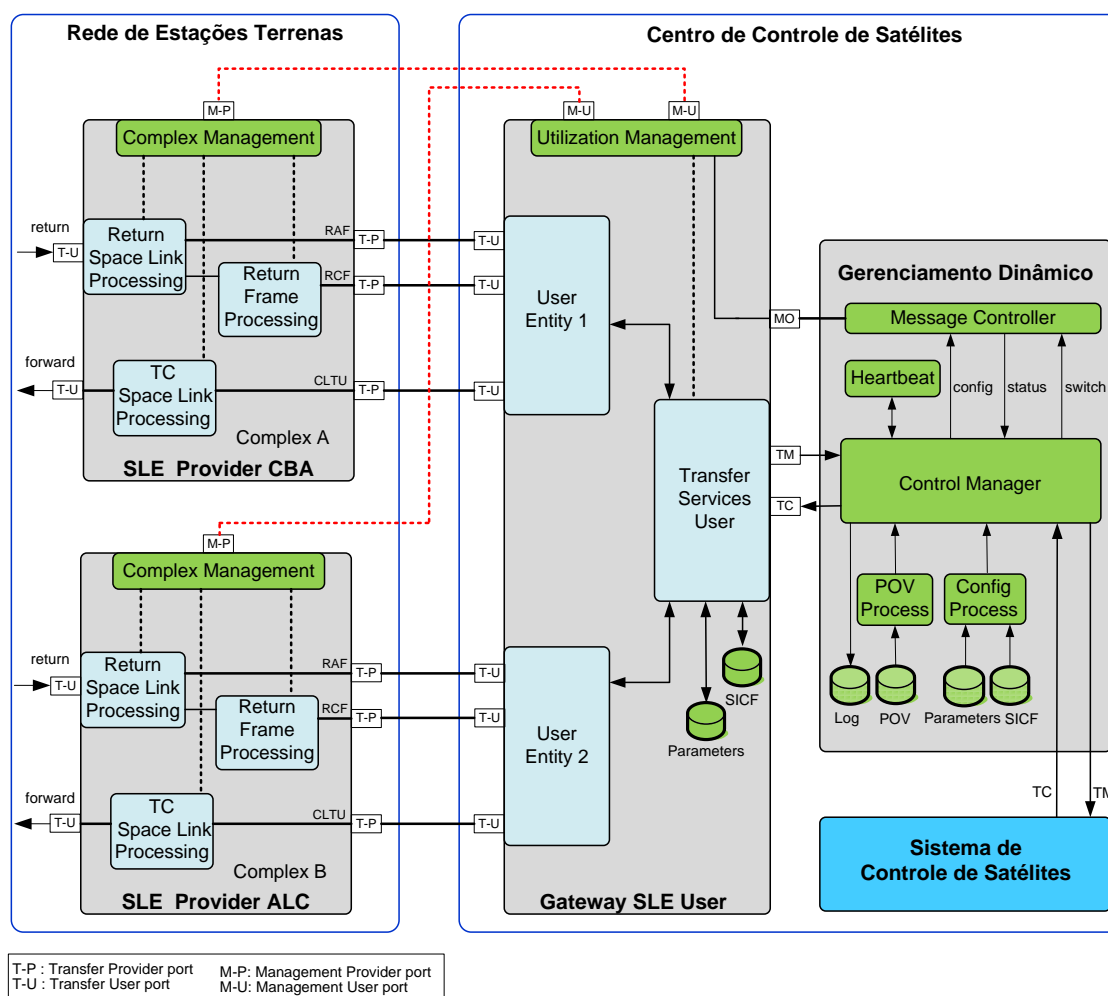 Rede de Estações Terrenas
M-P
Complex Management
return
T-U
Return
Space Link
Processing
RAF
T-P
RCF
T-P
Return
Frame
Processing
forward
T-U
TC
Space Link
Processing
CLTU
T-P
Complex A
SLE Provider CBA
M-P
Complex Management
return
T-U
Return
Space Link
Processing
RAF
T-P
RCF
T-P
Return
Frame
Processing
forward
T-U
TC
Space Link
Processing
CLTU
T-P
Complex B
SLE Provider ALC
Centro de Controle de Satélites
M-U
M-U
Utilization Management
T-U
T-U
User
Entity 1
T-U
Transfer
Services
User
T-U
T-U
User
Entity 2
T-U
SICF
Parameters
Gateway SLE User
MO
TM
TC
Gerenciamento Dinâmico
Message Controller
Heartbeat
config
status
switch
Control Manager
POV
Process
Config
Process
Log
POV
Parameters
SICF
TC
TM
Sistema de
Controle de Satélites
T-P : Transfer Provider port
T-U : Transfer User port
M-P: Management Provider port
M-U: Management User port